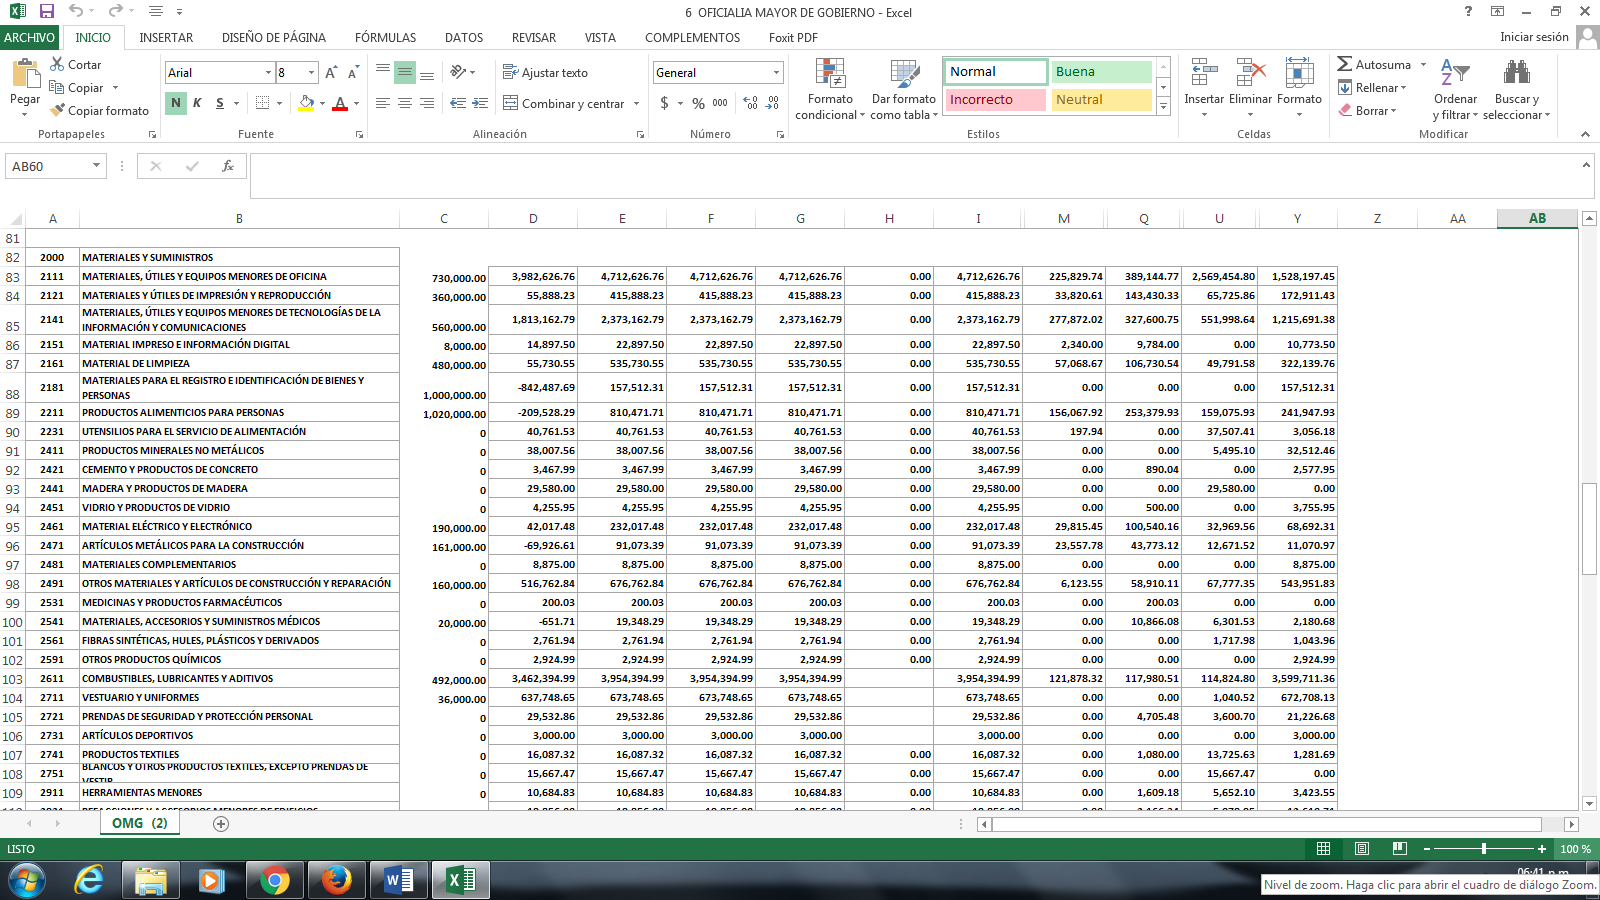 6 OFICIALIA MAYOR DE GOBIERNO - Excel
ARCHIVO INICIO INSERTAR DISEÑO DE PÁGINA FÓRMULAS DATOS REVISAR VISTA COMPLEMENTOS Foxit PDF Iniciar sesión
Pegar
Cortar
Copiar
Copiar formato
Portapapeles
Arial 8
N K S
Fuente
Ajustar texto
Combinar y centrar
Alineación
General
$ % 000
Número
Formato condicional
Dar formato como tabla
Normal Buena
Incorrecto Neutral
Estilos
Insertar Eliminar Formato
Celdas
Autosuma
Rellenar
Borrar
Ordenar y filtrar
Buscar y seleccionar
Modificar
AB60 fx
A B C D E F G H I M Q U Y Z AA AB
81
82 2000 MATERIALES Y SUMINISTROS
83 2111 MATERIALES, ÚTILES Y EQUIPOS MENORES DE OFICINA 730,000.00 3,982,626.76 4,712,626.76 4,712,626.76 4,712,626.76 0.00 4,712,626.76 225,829.74 389,144.77 2,569,454.80 1,528,197.45
84 2121 MATERIALES Y ÚTILES DE IMPRESIÓN Y REPRODUCCIÓN 360,000.00 55,888.23 415,888.23 415,888.23 415,888.23 0.00 415,888.23 33,820.61 143,430.33 65,725.86 172,911.43
85 2141 MATERIALES, ÚTILES Y EQUIPOS MENORES DE TECNOLOGÍAS DE LA
INFORMACIÓN Y COMUNICACIONES 560,000.00 1,813,162.79 2,373,162.79 2,373,162.79 2,373,162.79 0.00 2,373,162.79 277,872.02 327,600.75 551,998.64 1,215,691.38
86 2151 MATERIAL IMPRESO E INFORMACIÓN DIGITAL 8,000.00 14,897.50 22,897.50 22,897.50 22,897.50 0.00 22,897.50 2,340.00 9,784.00 0.00 10,773.50
87 2161 MATERIAL DE LIMPIEZA 480,000.00 55,730.55 535,730.55 535,730.55 535,730.55 0.00 535,730.55 57,068.67 106,730.54 49,791.58 322,139.76
88 2181 MATERIALES PARA EL REGISTRO E IDENTIFICACIÓN DE BIENES Y
PERSONAS 1,000,000.00 -842,487.69 157,512.31 157,512.31 157,512.31 0.00 157,512.31 0.00 0.00 0.00 157,512.31
89 2211 PRODUCTOS ALIMENTICIOS PARA PERSONAS 1,020,000.00 -209,528.29 810,471.71 810,471.71 810,471.71 0.00 810,471.71 156,067.92 253,379.93 159,075.93 241,947.93
90 2231 UTENSILIOS PARA EL SERVICIO DE ALIMENTACIÓN 0 40,761.53 40,761.53 40,761.53 40,761.53 0.00 40,761.53 197.94 0.00 37,507.41 3,056.18
91 2411 PRODUCTOS MINERALES NO METÁLICOS 0 38,007.56 38,007.56 38,007.56 38,007.56 0.00 38,007.56 0.00 0.00 5,495.10 32,512.46
92 2421 CEMENTO Y PRODUCTOS DE CONCRETO 0 3,467.99 3,467.99 3,467.99 3,467.99 0.00 3,467.99 0.00 890.04 0.00 2,577.95
93 2441 MADERA Y PRODUCTOS DE MADERA 0 29,580.00 29,580.00 29,580.00 29,580.00 0.00 29,580.00 0.00 0.00 29,580.00 0.00
94 2451 VIDRIO Y PRODUCTOS DE VIDRIO 0 4,255.95 4,255.95 4,255.95 4,255.95 0.00 4,255.95 0.00 500.00 0.00 3,755.95
95 2461 MATERIAL ELÉCTRICO Y ELECTRÓNICO 190,000.00 42,017.48 232,017.48 232,017.48 232,017.48 0.00 232,017.48 29,815.45 100,540.16 32,969.56 68,692.31
96 2471 ARTÍCULOS METÁLICOS PARA LA CONSTRUCCIÓN 161,000.00 -69,926.61 91,073.39 91,073.39 91,073.39 0.00 91,073.39 23,557.78 43,773.12 12,671.52 11,070.97
97 2481 MATERIALES COMPLEMENTARIOS 0 8,875.00 8,875.00 8,875.00 8,875.00 0.00 8,875.00 0.00 0.00 0.00 8,875.00
98 2491 OTROS MATERIALES Y ARTÍCULOS DE CONSTRUCCIÓN Y REPARACIÓN 160,000.00 516,762.84 676,762.84 676,762.84 676,762.84 0.00 676,762.84 6,123.55 58,910.11 67,777.35 543,951.83
99 2531 MEDICINAS Y PRODUCTOS FARMACÉUTICOS 0 200.03 200.03 200.03 200.03 0.00 200.03 0.00 200.03 0.00 0.00
100 2541 MATERIALES, ACCESORIOS Y SUMINISTROS MÉDICOS 20,000.00 -651.71 19,348.29 19,348.29 19,348.29 0.00 19,348.29 0.00 10,866.08 6,301.53 2,180.68
101 2561 FIBRAS SINTÉTICAS, HULES, PLÁSTICOS Y DERIVADOS 0 2,761.94 2,761.94 2,761.94 2,761.94 0.00 2,761.94 0.00 0.00 1,717.98 1,043.96
102 2591 OTROS PRODUCTOS QUÍMICOS 0 2,924.99 2,924.99 2,924.99 2,924.99 0.00 2,924.99 0.00 0.00 0.00 2,924.99
103 2611 COMBUSTIBLES, LUBRICANTES Y ADITIVOS 492,000.00 3,462,394.99 3,954,394.99 3,954,394.99 3,954,394.99 3,954,394.99 121,878.32 117,980.51 114,824.80 3,599,711.36
104 2711 VESTUARIO Y UNIFORMES 36,000.00 637,748.65 673,748.65 673,748.65 673,748.65 673,748.65 0.00 0.00 1,040.52 672,708.13
105 2721 PRENDAS DE SEGURIDAD Y PROTECCIÓN PERSONAL 0 29,532.86 29,532.86 29,532.86 29,532.86 29,532.86 0.00 4,705.48 3,600.70 21,226.68
106 2731 ARTÍCULOS DEPORTIVOS 0 3,000.00 3,000.00 3,000.00 3,000.00 3,000.00 0.00 0.00 0.00 3,000.00
107 2741 PRODUCTOS TEXTILES 0 16,087.32 16,087.32 16,087.32 16,087.32 0.00 16,087.32 0.00 1,080.00 13,725.63 1,281.69
108 2751 BLANCOS Y OTROS PRODUCTOS TEXTILES, EXCEPTO PRENDAS DE
VESTIR 0 15,667.47 15,667.47 15,667.47 15,667.47 0.00 15,667.47 0.00 0.00 15,667.47 0.00
109 2911 HERRAMIENTAS MENORES 0 10,684.83 10,684.83 10,684.83 10,684.83 0.00 10,684.83 0.00 1,609.18 5,652.10 3,423.55
OMG (2)
LISTO 100 %
06:41 p.m.
Nivel de zoom. Haga clic para abrir el cuadro de diálogo Zoom.